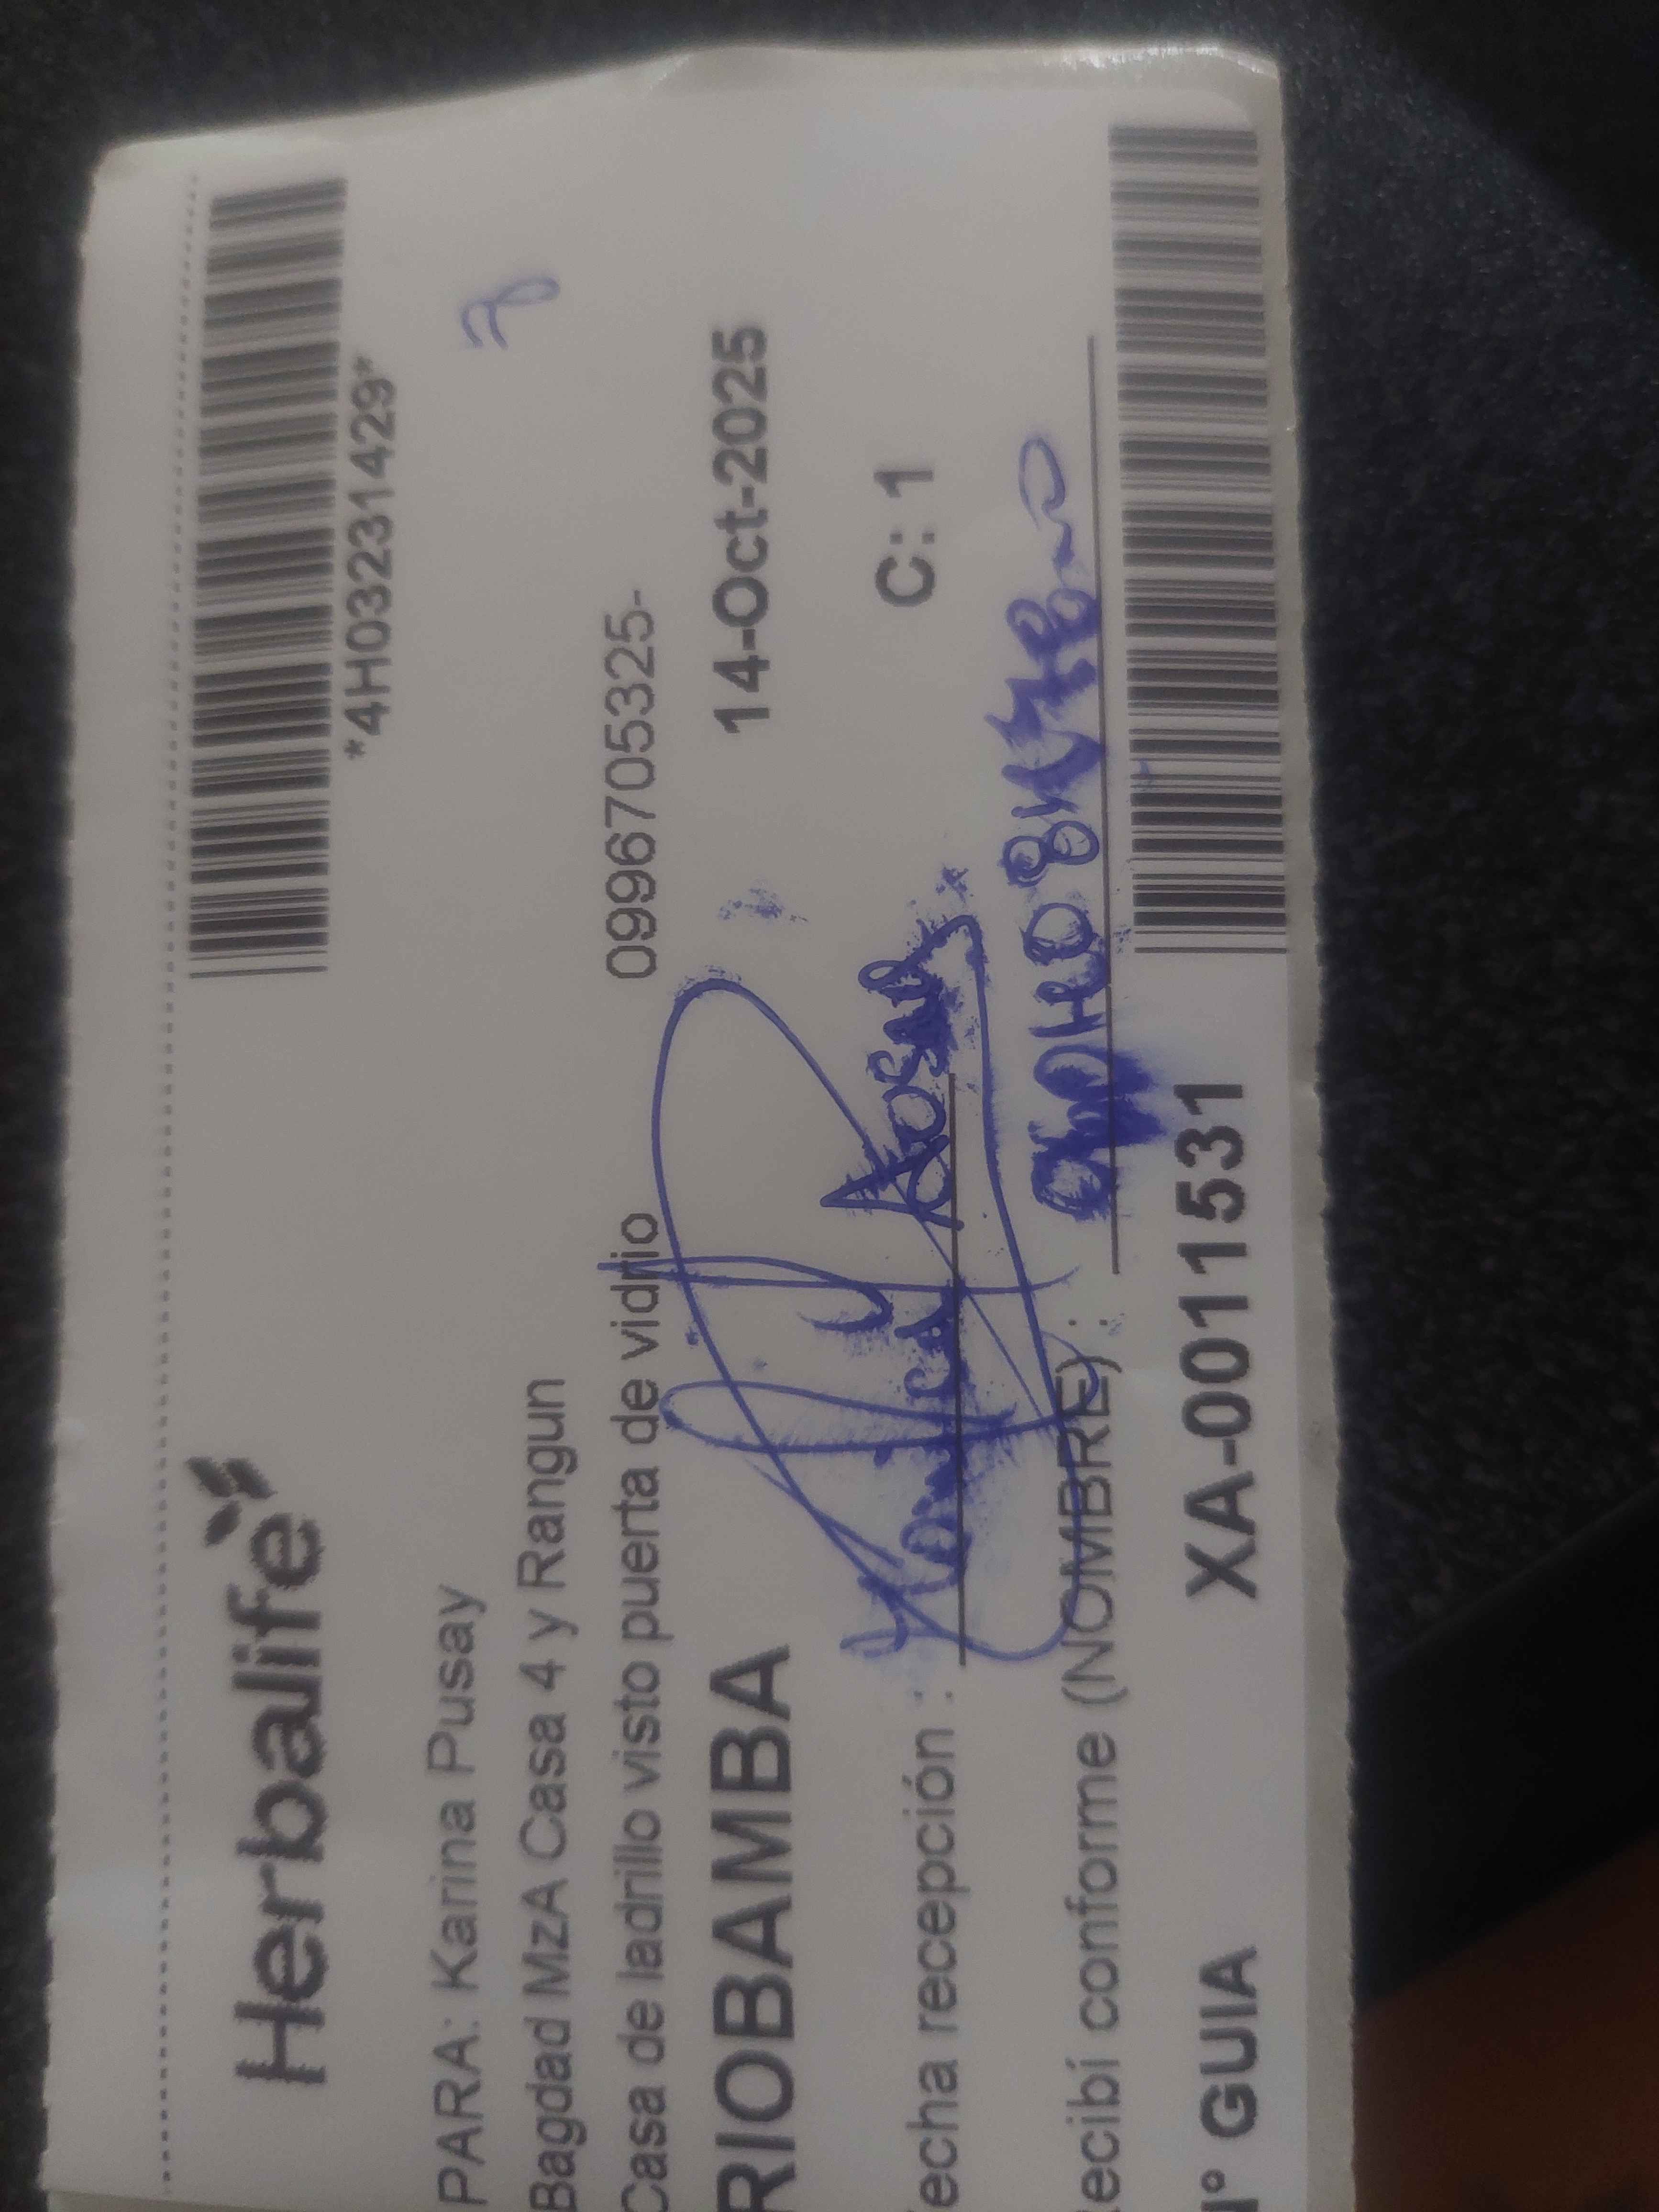 Herbalife
*4H03231429*
PARA: Karina Pusay
Bagdad MzA Casa 4 y Rangun
Casa de ladrillo visto puerta de vidrio 0996705325-
RIOBAMBA 14-Oct-2025
C: 1
echa recepción :
ecibí conforme (NOMBRE) :
N° GUIA XA-0011531